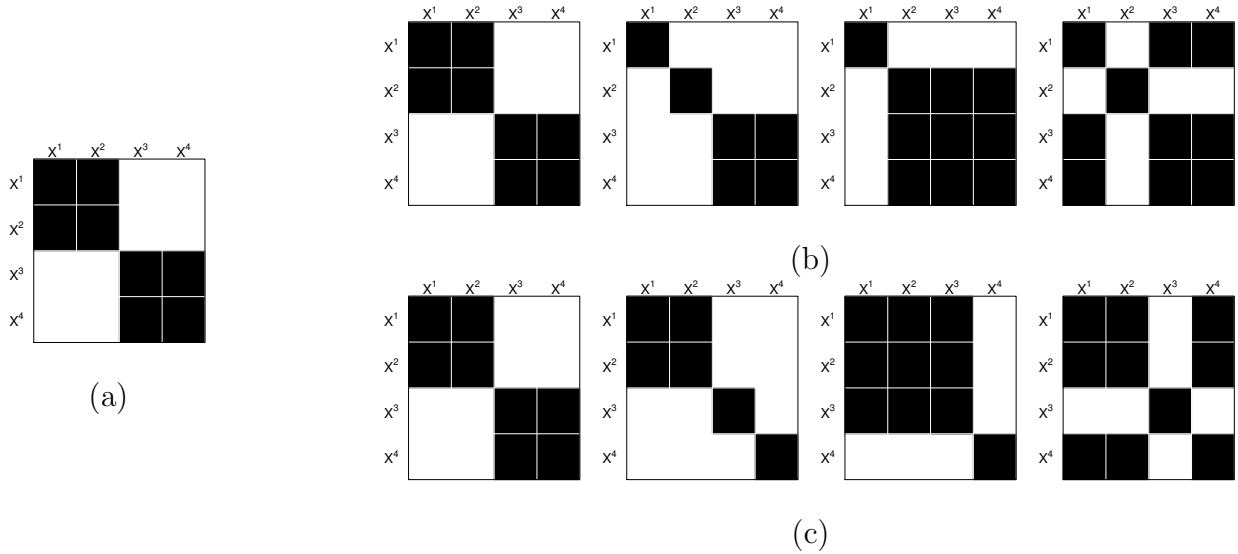 X¹ X² X³ X⁴ X¹ X² X³ X⁴ X¹ X² X³ X⁴ X¹ X² X³ X⁴
X¹ X¹ X¹ X¹
X² X² X² X²
X³ X³ X³ X³
X⁴ X⁴ X⁴ X⁴
(b)
X¹ X² X³ X⁴
X¹
X²
X³
X⁴
(a)
X¹ X² X³ X⁴ X¹ X² X³ X⁴ X¹ X² X³ X⁴ X¹ X² X³ X⁴
X¹ X¹ X¹ X¹
X² X² X² X²
X³ X³ X³ X³
X⁴ X⁴ X⁴ X⁴
(c)